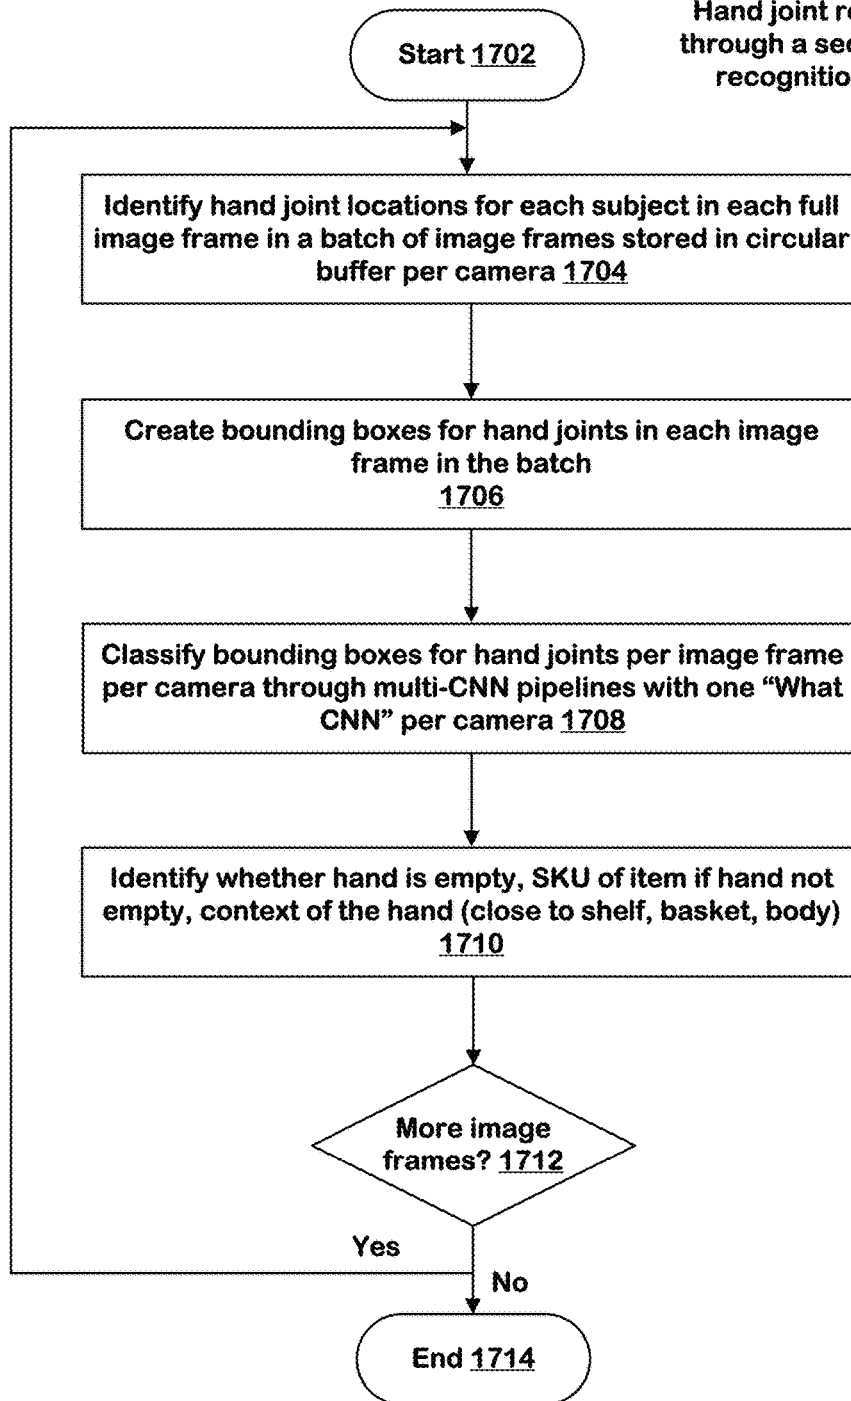 Hand joint
through a
recognition
Start 1702
Identify hand joint locations for each subject in each full
image frame in a batch of image frames stored in circular
buffer per camera 1704
Create bounding boxes for hand joints in each image
frame in the batch
1706
Classify bounding boxes for hand joints per image frame
per camera through multi-CNN pipelines with one “What
CNN” per camera 1708
Identify whether hand is empty, SKU of item if hand not
empty, context of the hand (close to shelf, basket, body)
1710
More image
frames? 1712
Yes
No
End 1714